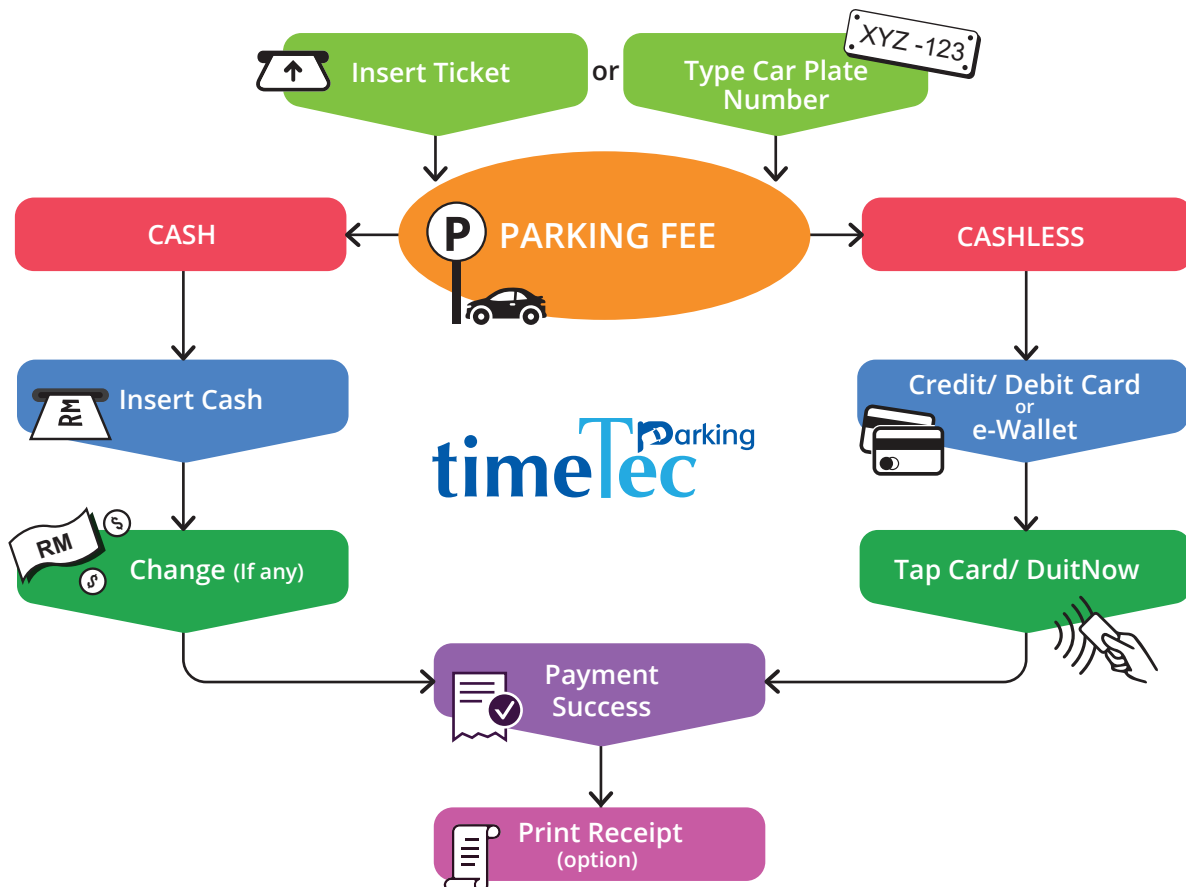 Insert Ticket
or
Type Car Plate
Number
XYZ -123
CASH
P
PARKING FEE
CASHLESS
RM
Insert Cash
Credit/ Debit Card
or
e-Wallet
timeTec Parking
RM
$
$
Change (If any)
Tap Card/ DuitNow
Payment
Success
Print Receipt
(option)